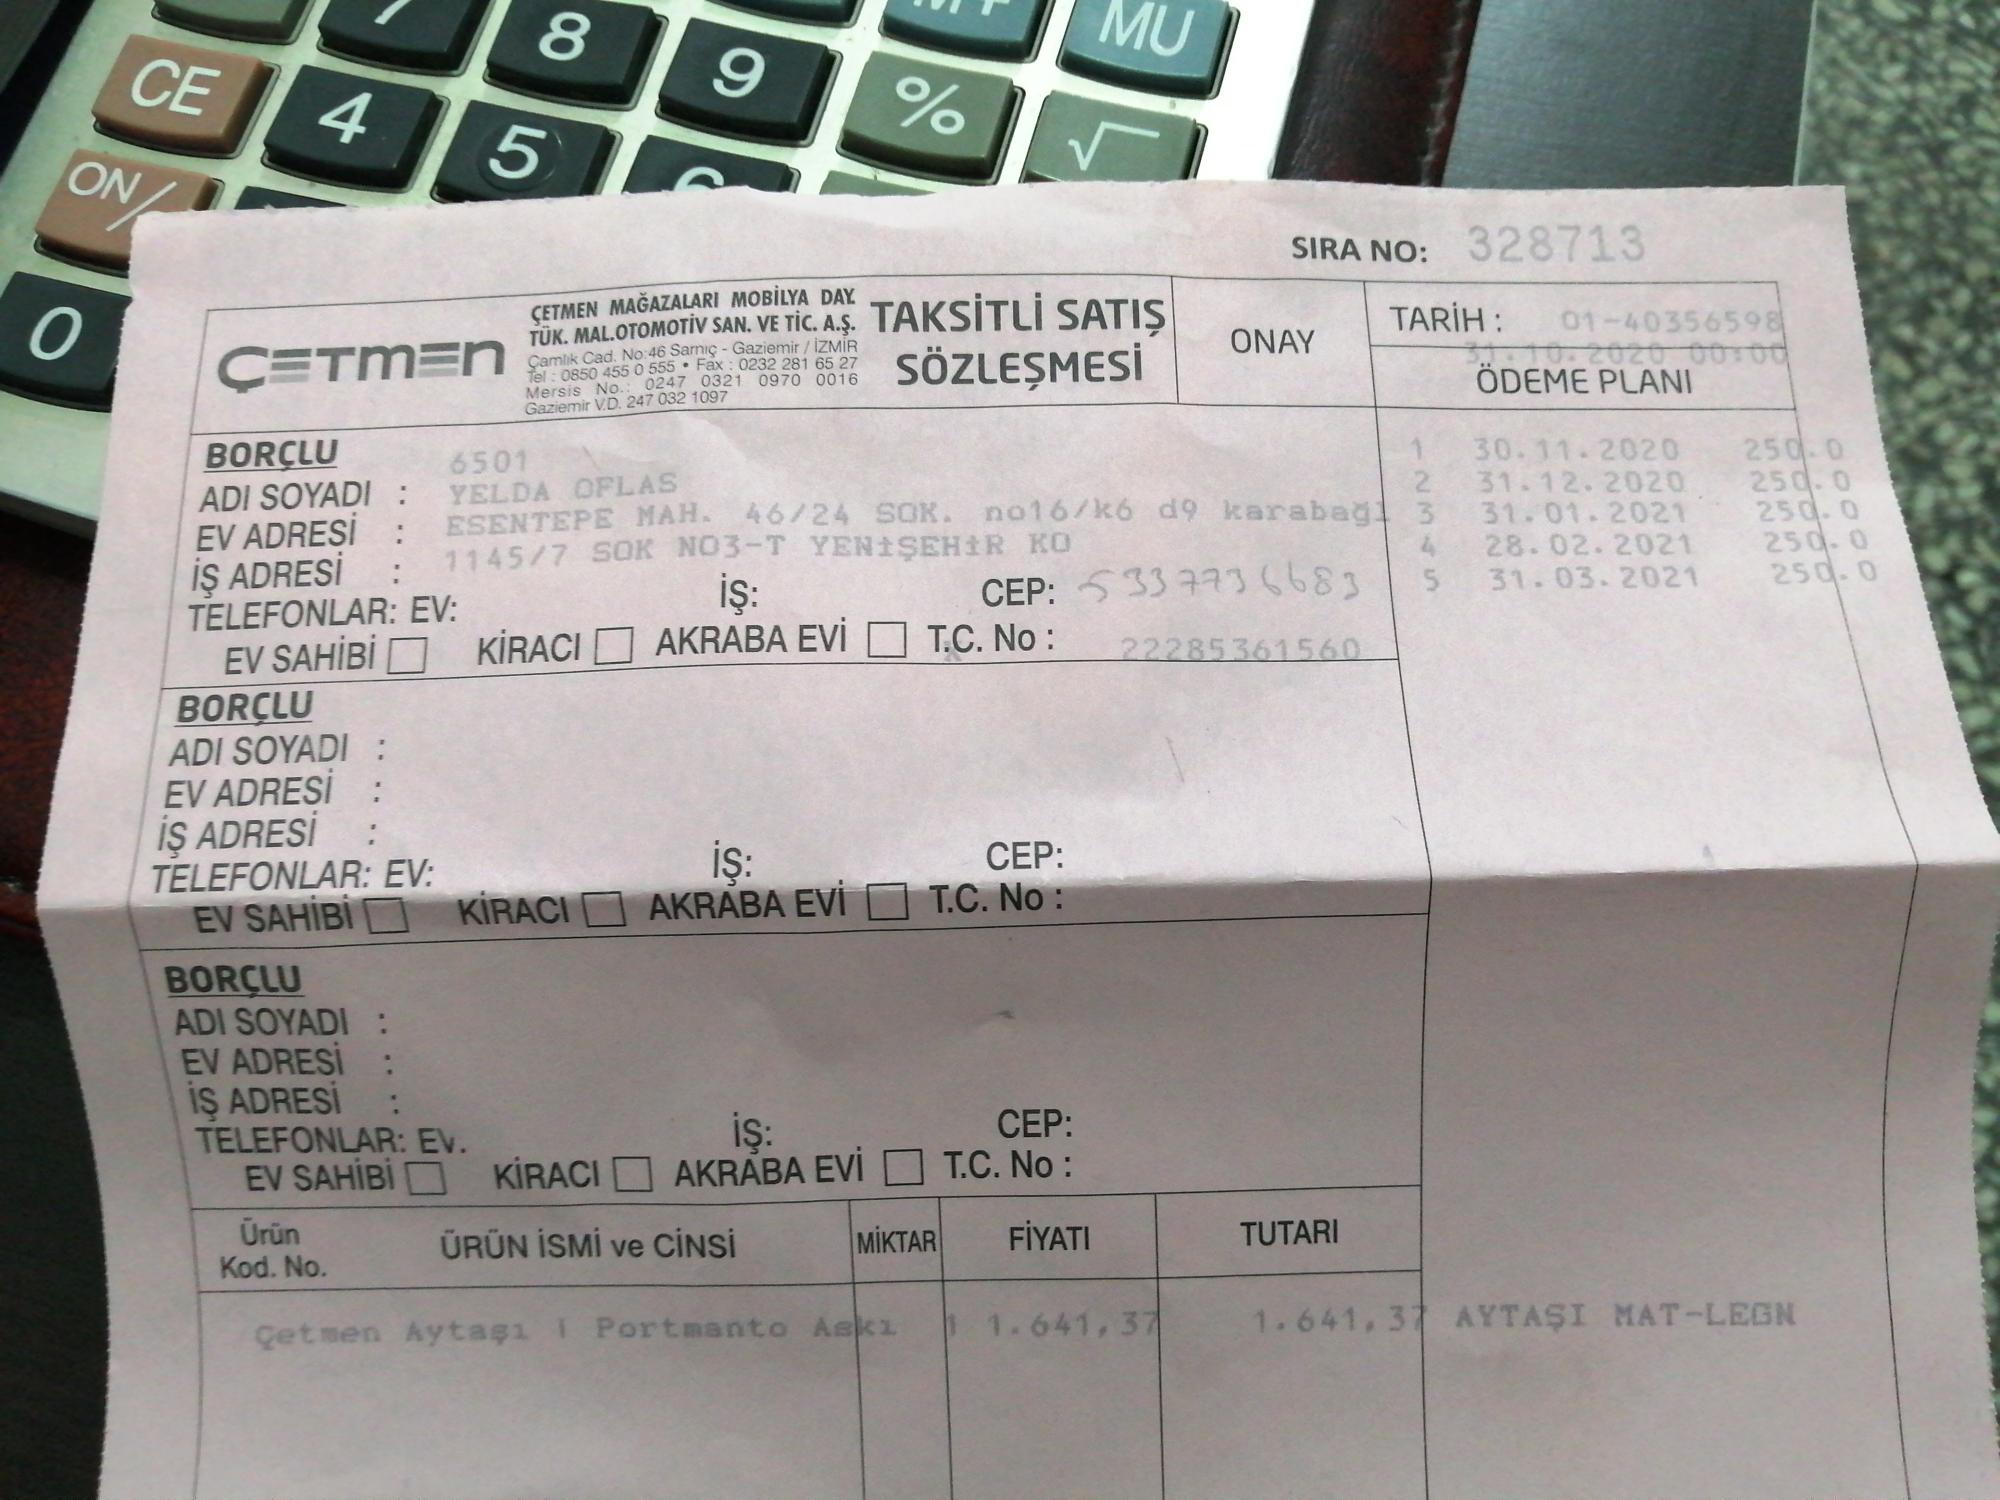 MU
7
8
9
M+
CE
4
5
6
%
√
ON/
0
SIRA NO: 328713
ÇETMEN
ÇETMEN MAĞAZALARI MOBİLYA DAY.
TÜK. MAL.OTOMOTİV SAN. VE TİC. A.Ş.
Çamlık Cad. No:46 Sarnıç - Gaziemir / İZMİR
Tel : 0850 455 0 555 • Fax : 0232 281 65 27
Mersis No.: 0247 0321 0970 0016
Gaziemir V.D. 247 032 1097
TAKSİTLİ SATIŞ
SÖZLEŞMESİ
ONAY
TARİH : 01-40356598
31.10.2020 00:00
ÖDEME PLANI
1 30.11.2020 250.0
2 31.12.2020 250.0
3 31.01.2021 250.0
4 28.02.2021 250.0
5 31.03.2021 250.0
BORÇLU 6501
ADI SOYADI : YELDA OFLAS
EV ADRESİ : ESENTEPE MAH. 46/24 SOK. no16/k6 d9 karabağl
İŞ ADRESİ : 1145/7 SOK NO3-T YENİŞEHİR KO
TELEFONLAR: EV: İŞ: CEP: 5337736683
EV SAHİBİ KİRACI AKRABA EVİ x T.C. No : 22285361560
BORÇLU
ADI SOYADI :
EV ADRESİ :
İŞ ADRESİ :
TELEFONLAR: EV: İŞ: CEP:
EV SAHİBİ KİRACI AKRABA EVİ T.C. No :
BORÇLU
ADI SOYADI :
EV ADRESİ :
İŞ ADRESİ :
TELEFONLAR: EV. İŞ: CEP:
EV SAHİBİ KİRACI AKRABA EVİ T.C. No :
Ürün Kod. No. ÜRÜN İSMİ ve CİNSİ MİKTAR FİYATI TUTARI
Çetmen Aytaşı | Portmanto Askı 1 1.641,37 1.641,37 AYTAŞI MAT-LEGN